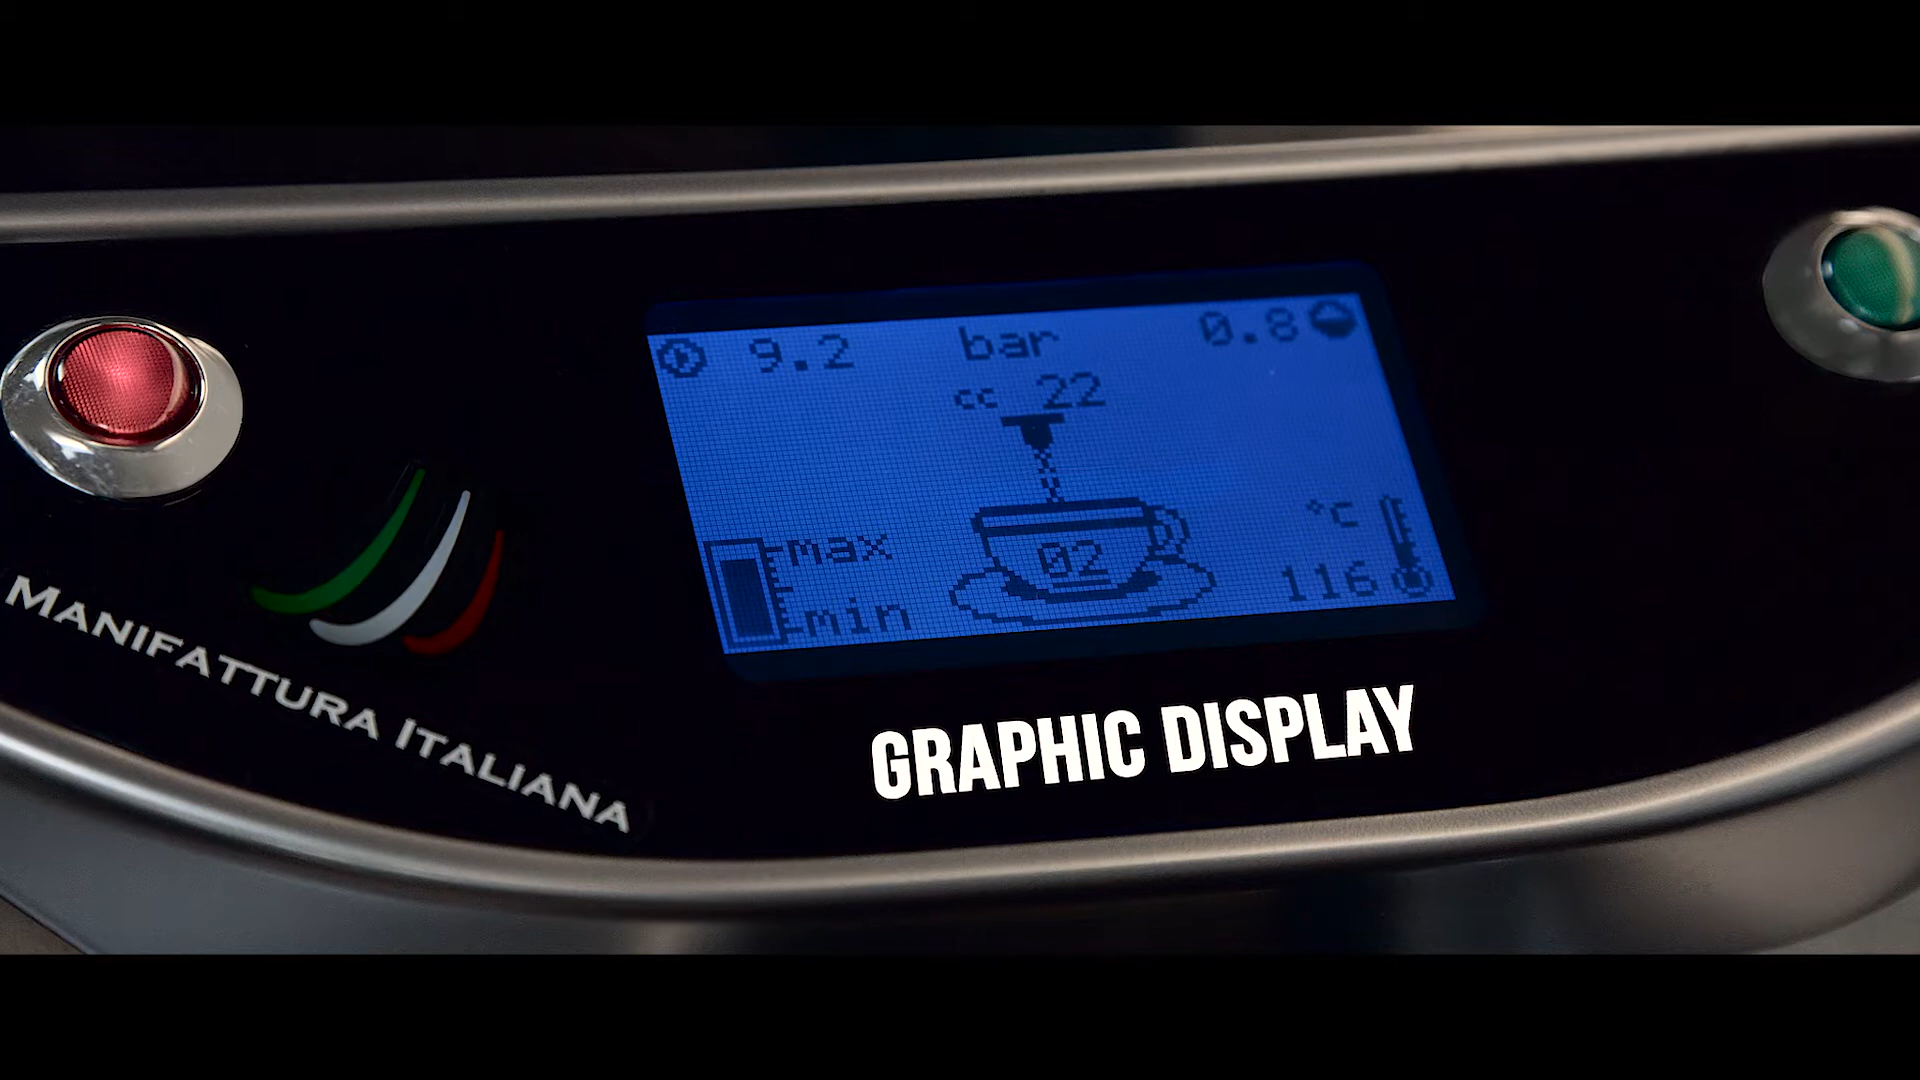 9.2 bar 0.8
cc 22
max
02
°c
116
min
MANIFATTURA ITALIANA
GRAPHIC DISPLAY